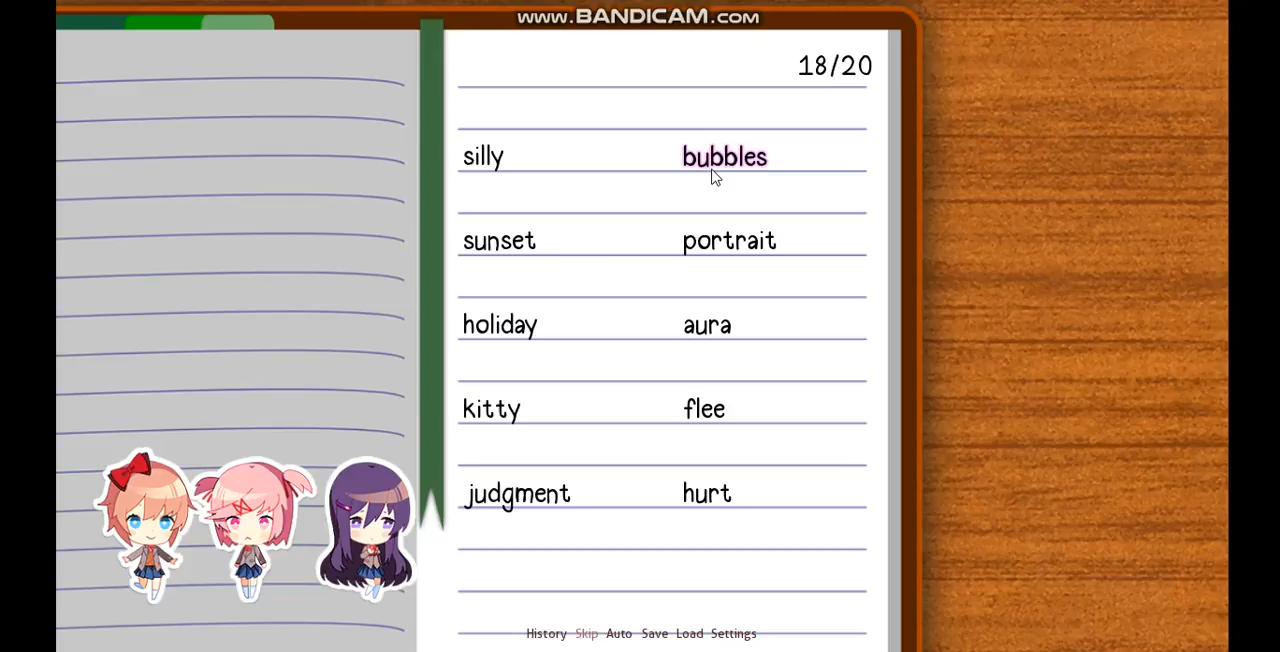 www.BANDICAM.com
18/20
silly bubbles
sunset portrait
holiday aura
kitty flee
judgment hurt
History Skip Auto Save Load Settings